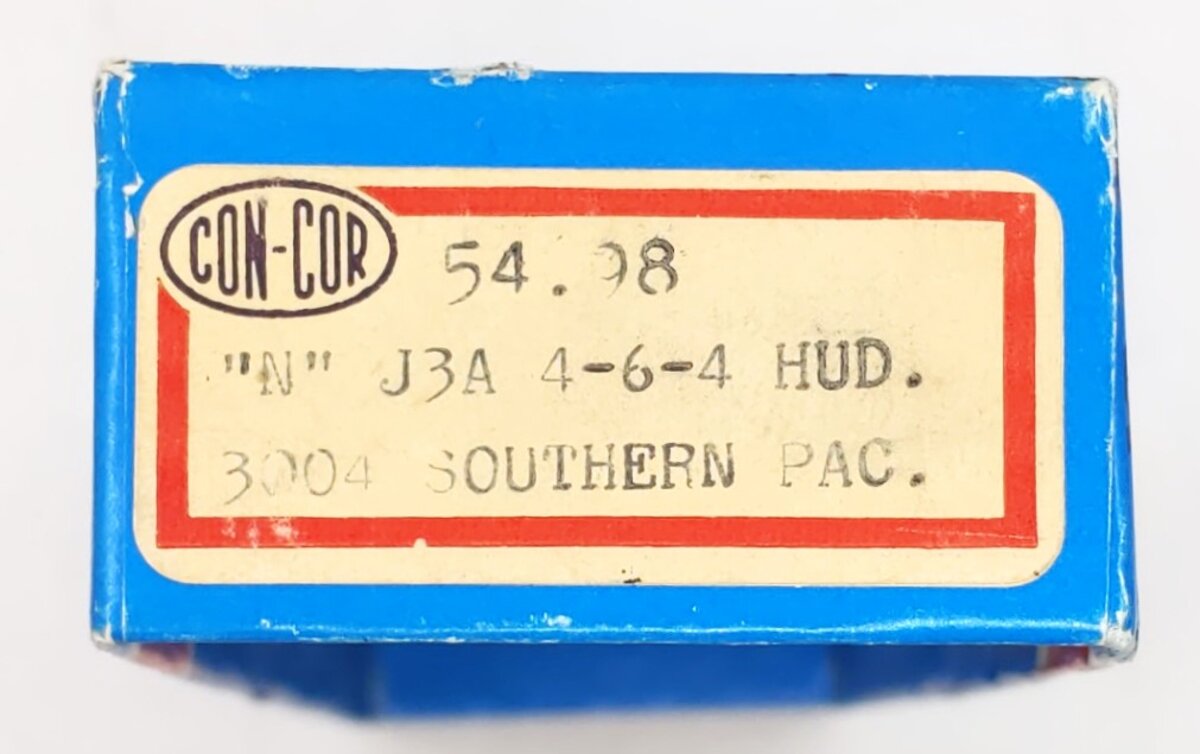 CON-COR
54.98
"N" J3A 4-6-4 HUD.
3004 SOUTHERN PAC.